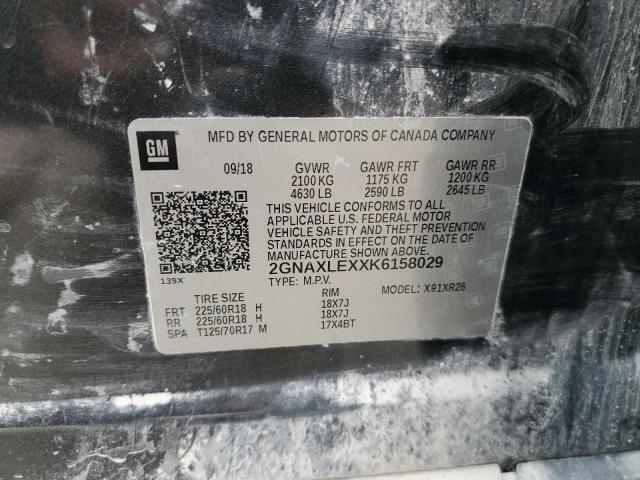 GM
MFD BY GENERAL MOTORS OF CANADA COMPANY
09/18 GVWR GAWR FRT GAWR RR
2100 KG 1175 KG 1200 KG
4630 LB 2590 LB 2645 LB
THIS VEHICLE CONFORMS TO ALL
APPLICABLE U.S. FEDERAL MOTOR
VEHICLE SAFETY AND THEFT PREVENTION
STANDARDS IN EFFECT ON THE DATE OF
MANUFACTURE SHOWN ABOVE.
2GNAXLEXXK6158029
139X
TYPE: M.P.V. MODEL: X91XR26
TIRE SIZE RIM
FRT 225/60R18 H 18X7J
RR 225/60R18 H 18X7J
SPA T125/70R17 M 17X4BT